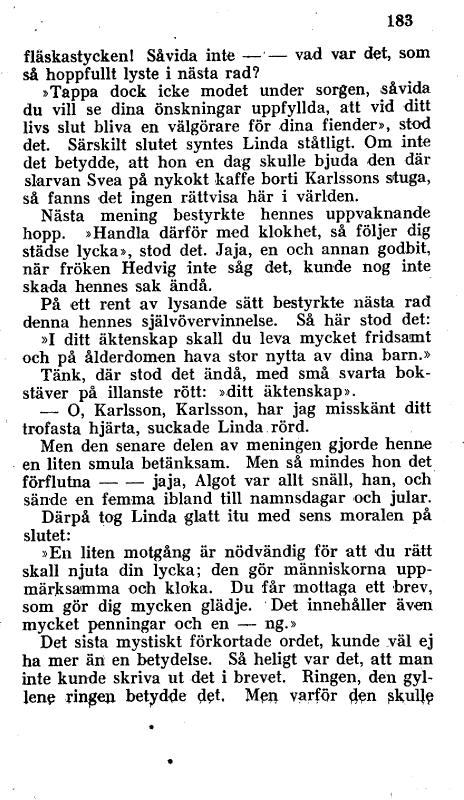 183
fläskastycken! Såvida inte — — vad var det, som
så hoppfullt lyste i nästa rad?
»Tappa dock icke modet under sorgen, såvida
du vill se dina önskningar uppfyllda, att vid ditt
livs slut bliva en välgörare för dina fiender», stod
det. Särskilt slutet syntes Linda ståtligt. Om inte
det betydde, att hon en dag skulle bjuda den där
slarvan Svea på nykokt kaffe borti Karlssons stuga,
så fanns det ingen rättvisa här i världen.
Nästa mening bestyrkte hennes uppvaknande
hopp. »Handla därför med klokhet, så följer dig
städse lycka», stod det. Jaja, en och annan godbit,
när fröken Hedvig inte såg det, kunde nog inte
skada hennes sak ändå.
På ett rent av lysande sätt bestyrkte nästa rad
denna hennes självövervinnelse. Så här stod det:
»I ditt äktenskap skall du leva mycket fridsamt
och på ålderdomen hava stor nytta av dina barn.»
Tänk, där stod det ändå, med små svarta bok-
stäver på illanste rött: »ditt äktenskap».
— O, Karlsson, Karlsson, har jag misskänt ditt
trofasta hjärta, suckade Linda rörd.
Men den senare delen av meningen gjorde henne
en liten smula betänksam. Men så mindes hon det
förflutna — — jaja, Algot var allt snäll, han, och
sände en femma ibland till namnsdagar och jular.
Därpå tog Linda glatt itu med sens moralen på
slutet:
»En liten motgång är nödvändig för att du rätt
skall njuta din lycka; den gör människorna upp-
märksamma och kloka. Du får mottaga ett brev,
som gör dig mycken glädje. Det innehåller även
mycket penningar och en — ng.»
Det sista mystiskt förkortade ordet, kunde väl ej
ha mer än en betydelse. Så heligt var det, att man
inte kunde skriva ut det i brevet. Ringen, den gyl-
lene ringen betydde det. Men varför den skulle